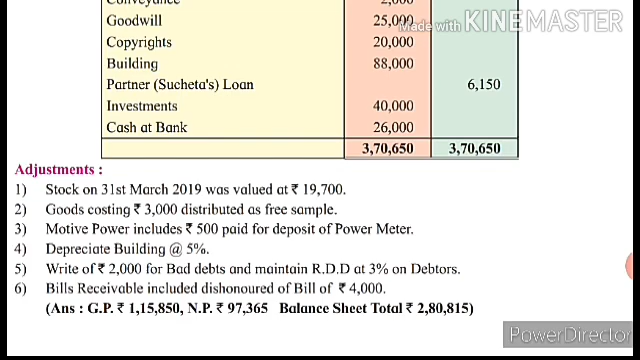 Conveyance 2,000
Goodwill 25,000
Made with KINEMASTER
Copyrights 20,000
Building 88,000
Partner (Sucheta's) Loan 6,150
Investments 40,000
Cash at Bank 26,000
3,70,650 3,70,650
Adjustments :
1) Stock on 31st March 2019 was valued at ₹ 19,700.
2) Goods costing ₹ 3,000 distributed as free sample.
3) Motive Power includes ₹ 500 paid for deposit of Power Meter.
4) Depreciate Building @ 5%.
5) Write of ₹ 2,000 for Bad debts and maintain R.D.D at 3% on Debtors.
6) Bills Receivable included dishonoured of Bill of ₹ 4,000.
(Ans : G.P. ₹ 1,15,850, N.P. ₹ 97,365 Balance Sheet Total ₹ 2,80,815)
PowerDirector